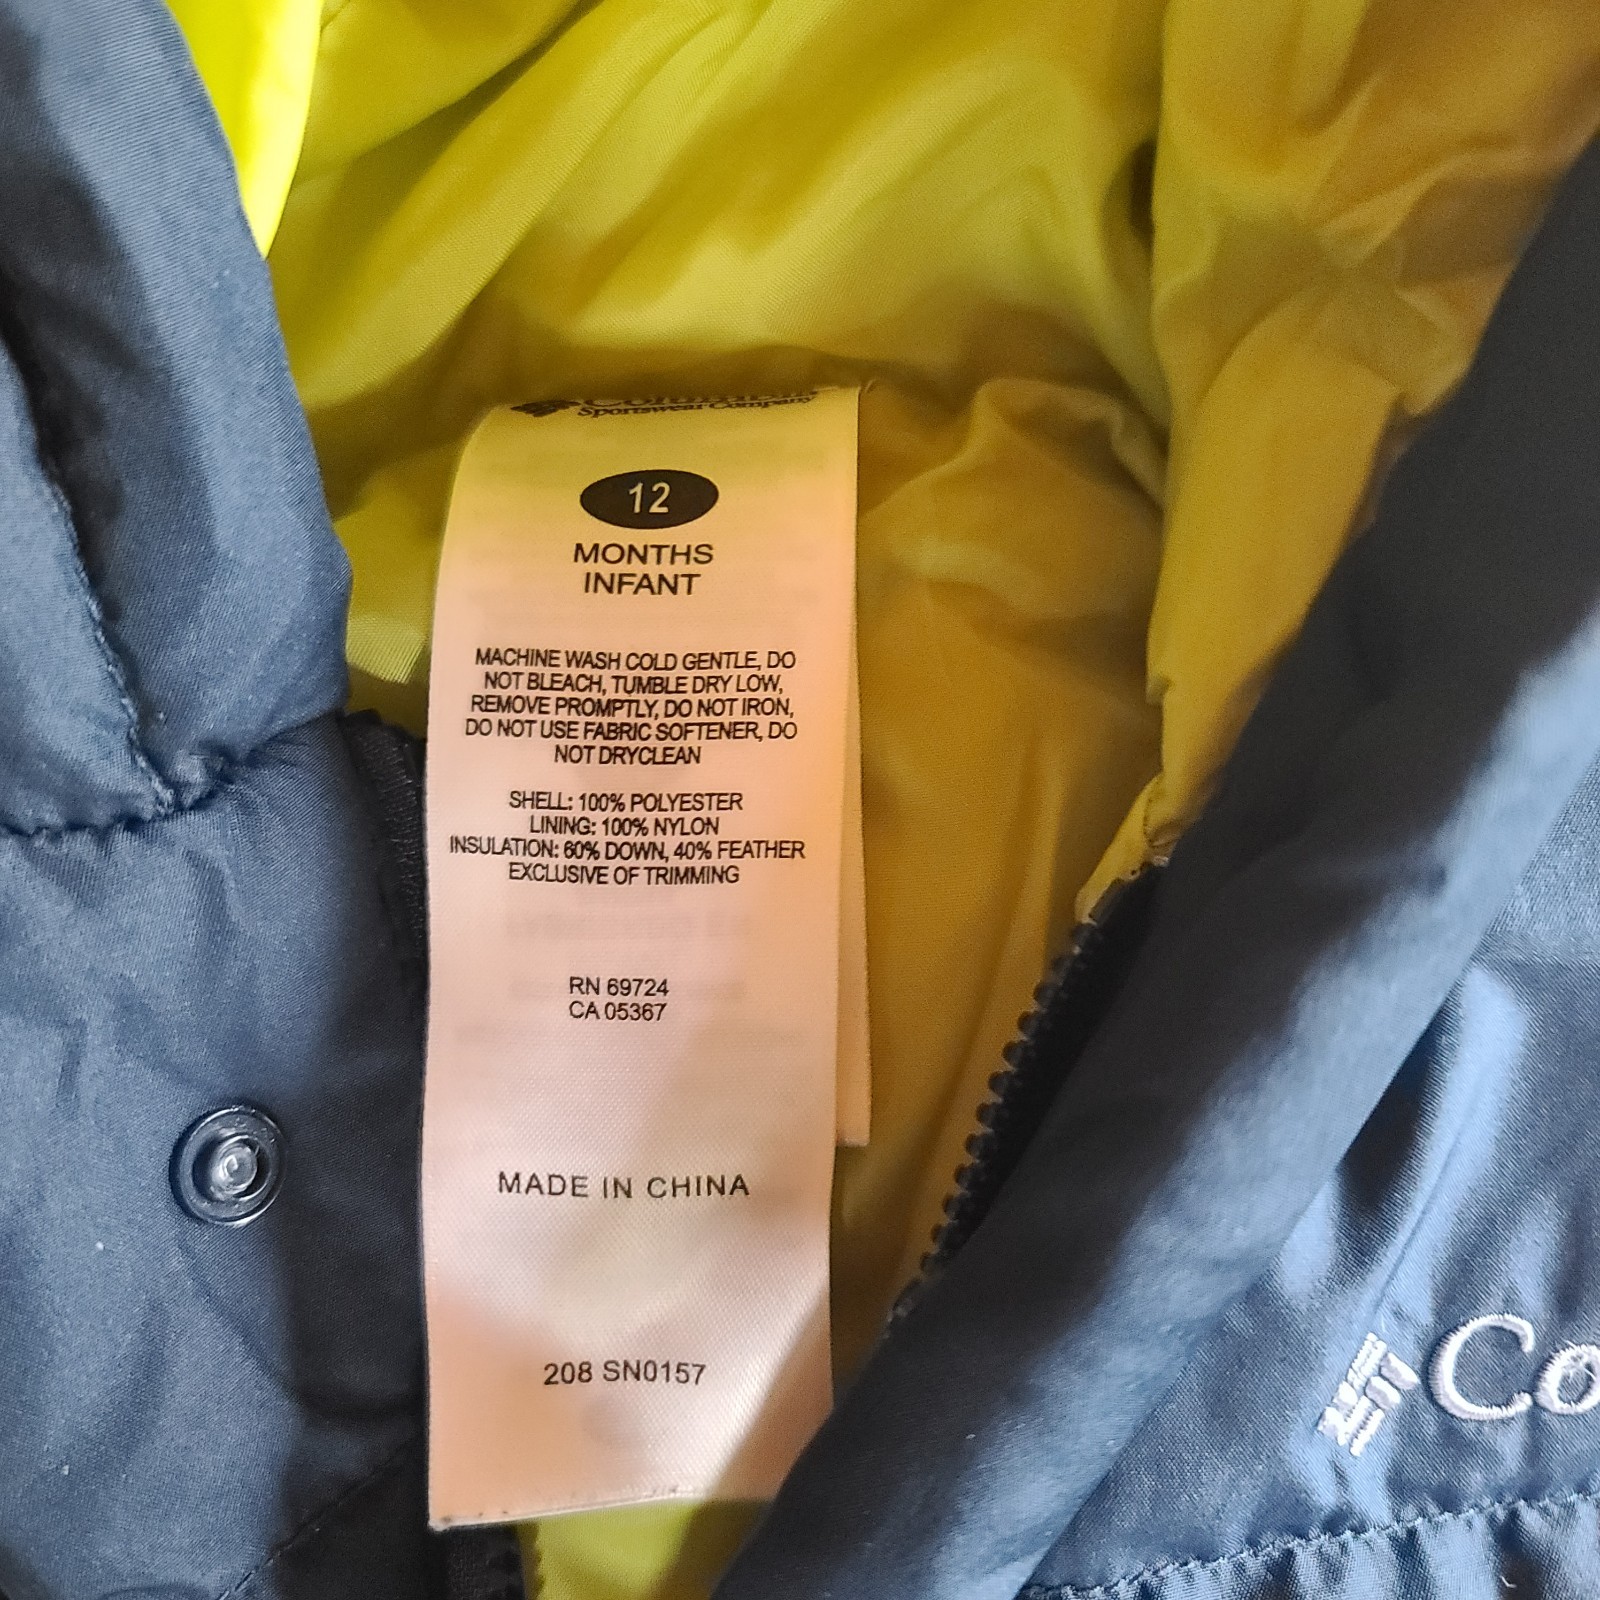 Columbia
Sportswear Company
12
MONTHS
INFANT
MACHINE WASH COLD GENTLE, DO
NOT BLEACH, TUMBLE DRY LOW,
REMOVE PROMPTLY, DO NOT IRON,
DO NOT USE FABRIC SOFTENER, DO
NOT DRYCLEAN
SHELL: 100% POLYESTER
LINING: 100% NYLON
INSULATION: 60% DOWN, 40% FEATHER
EXCLUSIVE OF TRIMMING
RN 69724
CA 05367
MADE IN CHINA
208 SN0157
Co